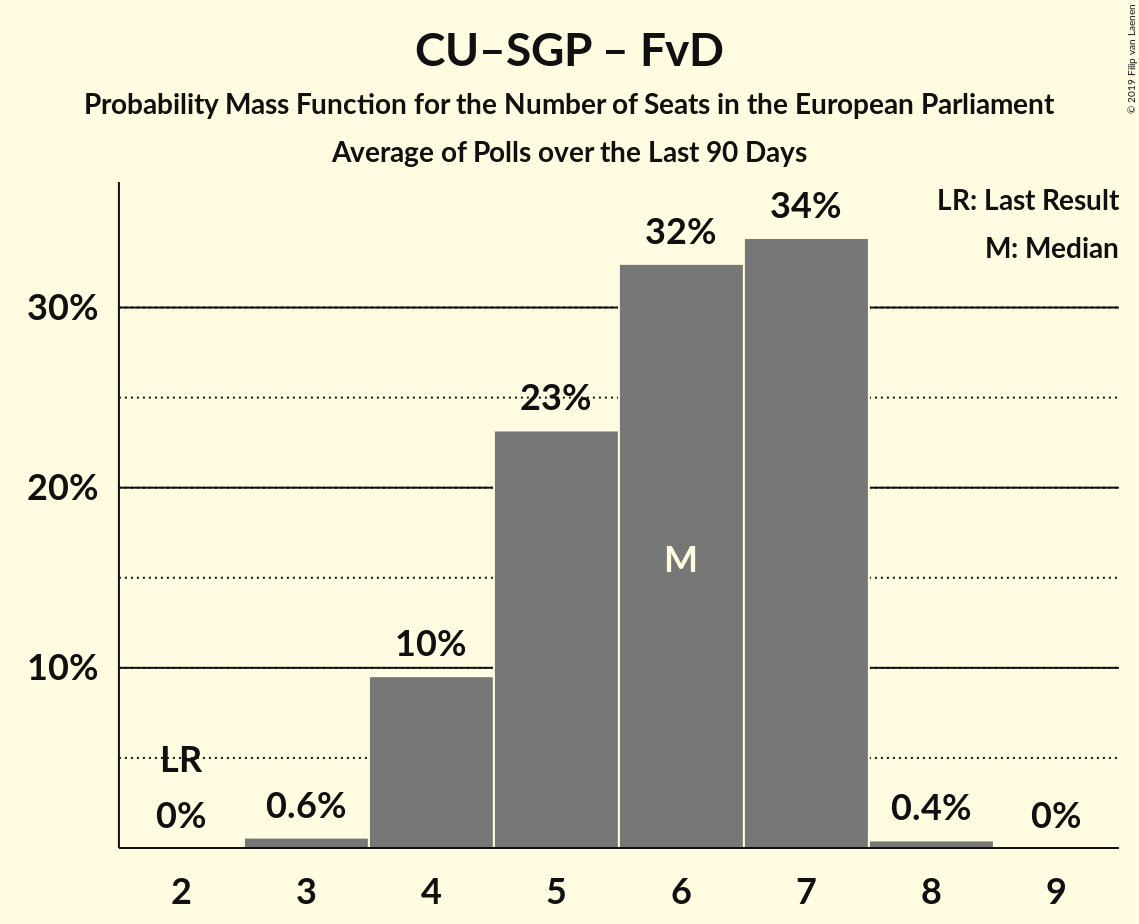 CU–SGP – FvD
Probability Mass Function for the Number of Seats in the European Parliament
Average of Polls over the Last 90 Days
© 2019 Filip van Laenen
LR: Last Result
M: Median
34%
32%
30%
23%
20%
M
10%
10%
LR
0%
0.6%
0.4%
0%
2 3 4 5 6 7 8 9